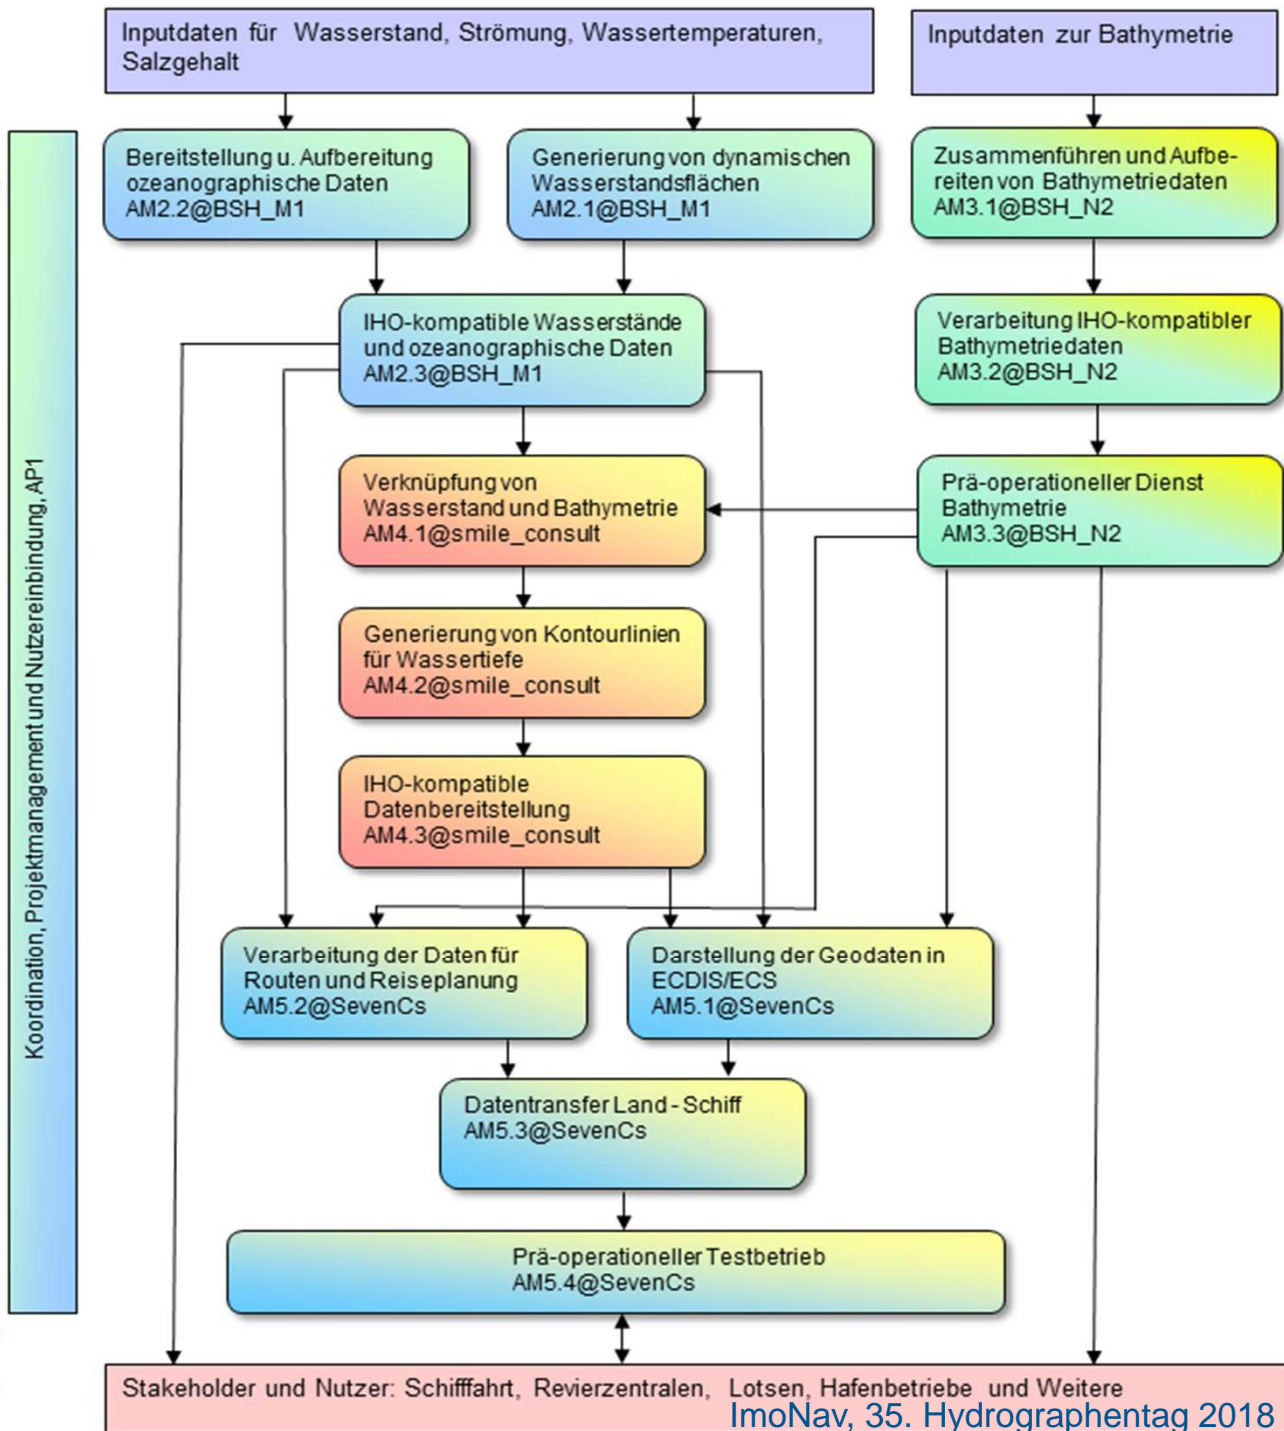 Inputdaten für Wasserstand, Strömung, Wassertemperaturen,
Salzgehalt
Inputdaten zur Bathymetrie
Koordination, Projektmanagement und Nutzereinbindung, AP1
Bereitstellung u. Aufbereitung
ozeanographische Daten
AM2.2@BSH_M1
Generierung von dynamischen
Wasserstandsflächen
AM2.1@BSH_M1
Zusammenführen und Aufbe-
reiten von Bathymetriedaten
AM3.1@BSH_N2
IHO-kompatible Wasserstände
und ozeanographische Daten
AM2.3@BSH_M1
Verarbeitung IHO-kompatibler
Bathymetriedaten
AM3.2@BSH_N2
Verknüpfung von
Wasserstand und Bathymetrie
AM4.1@smile_consult
Prä-operationeller Dienst
Bathymetrie
AM3.3@BSH_N2
Generierung von Kontourlinien
für Wassertiefe
AM4.2@smile_consult
IHO-kompatible
Datenbereitstellung
AM4.3@smile_consult
Verarbeitung der Daten für
Routen und Reiseplanung
AM5.2@SevenCs
Darstellung der Geodaten in
ECDIS/ECS
AM5.1@SevenCs
Datentransfer Land - Schiff
AM5.3@SevenCs
Prä-operationeller Testbetrieb
AM5.4@SevenCs
Stakeholder und Nutzer: Schifffahrt, Revierzentralen, Lotsen, Hafenbetriebe und Weitere
ImoNav, 35. Hydrographentag 2018